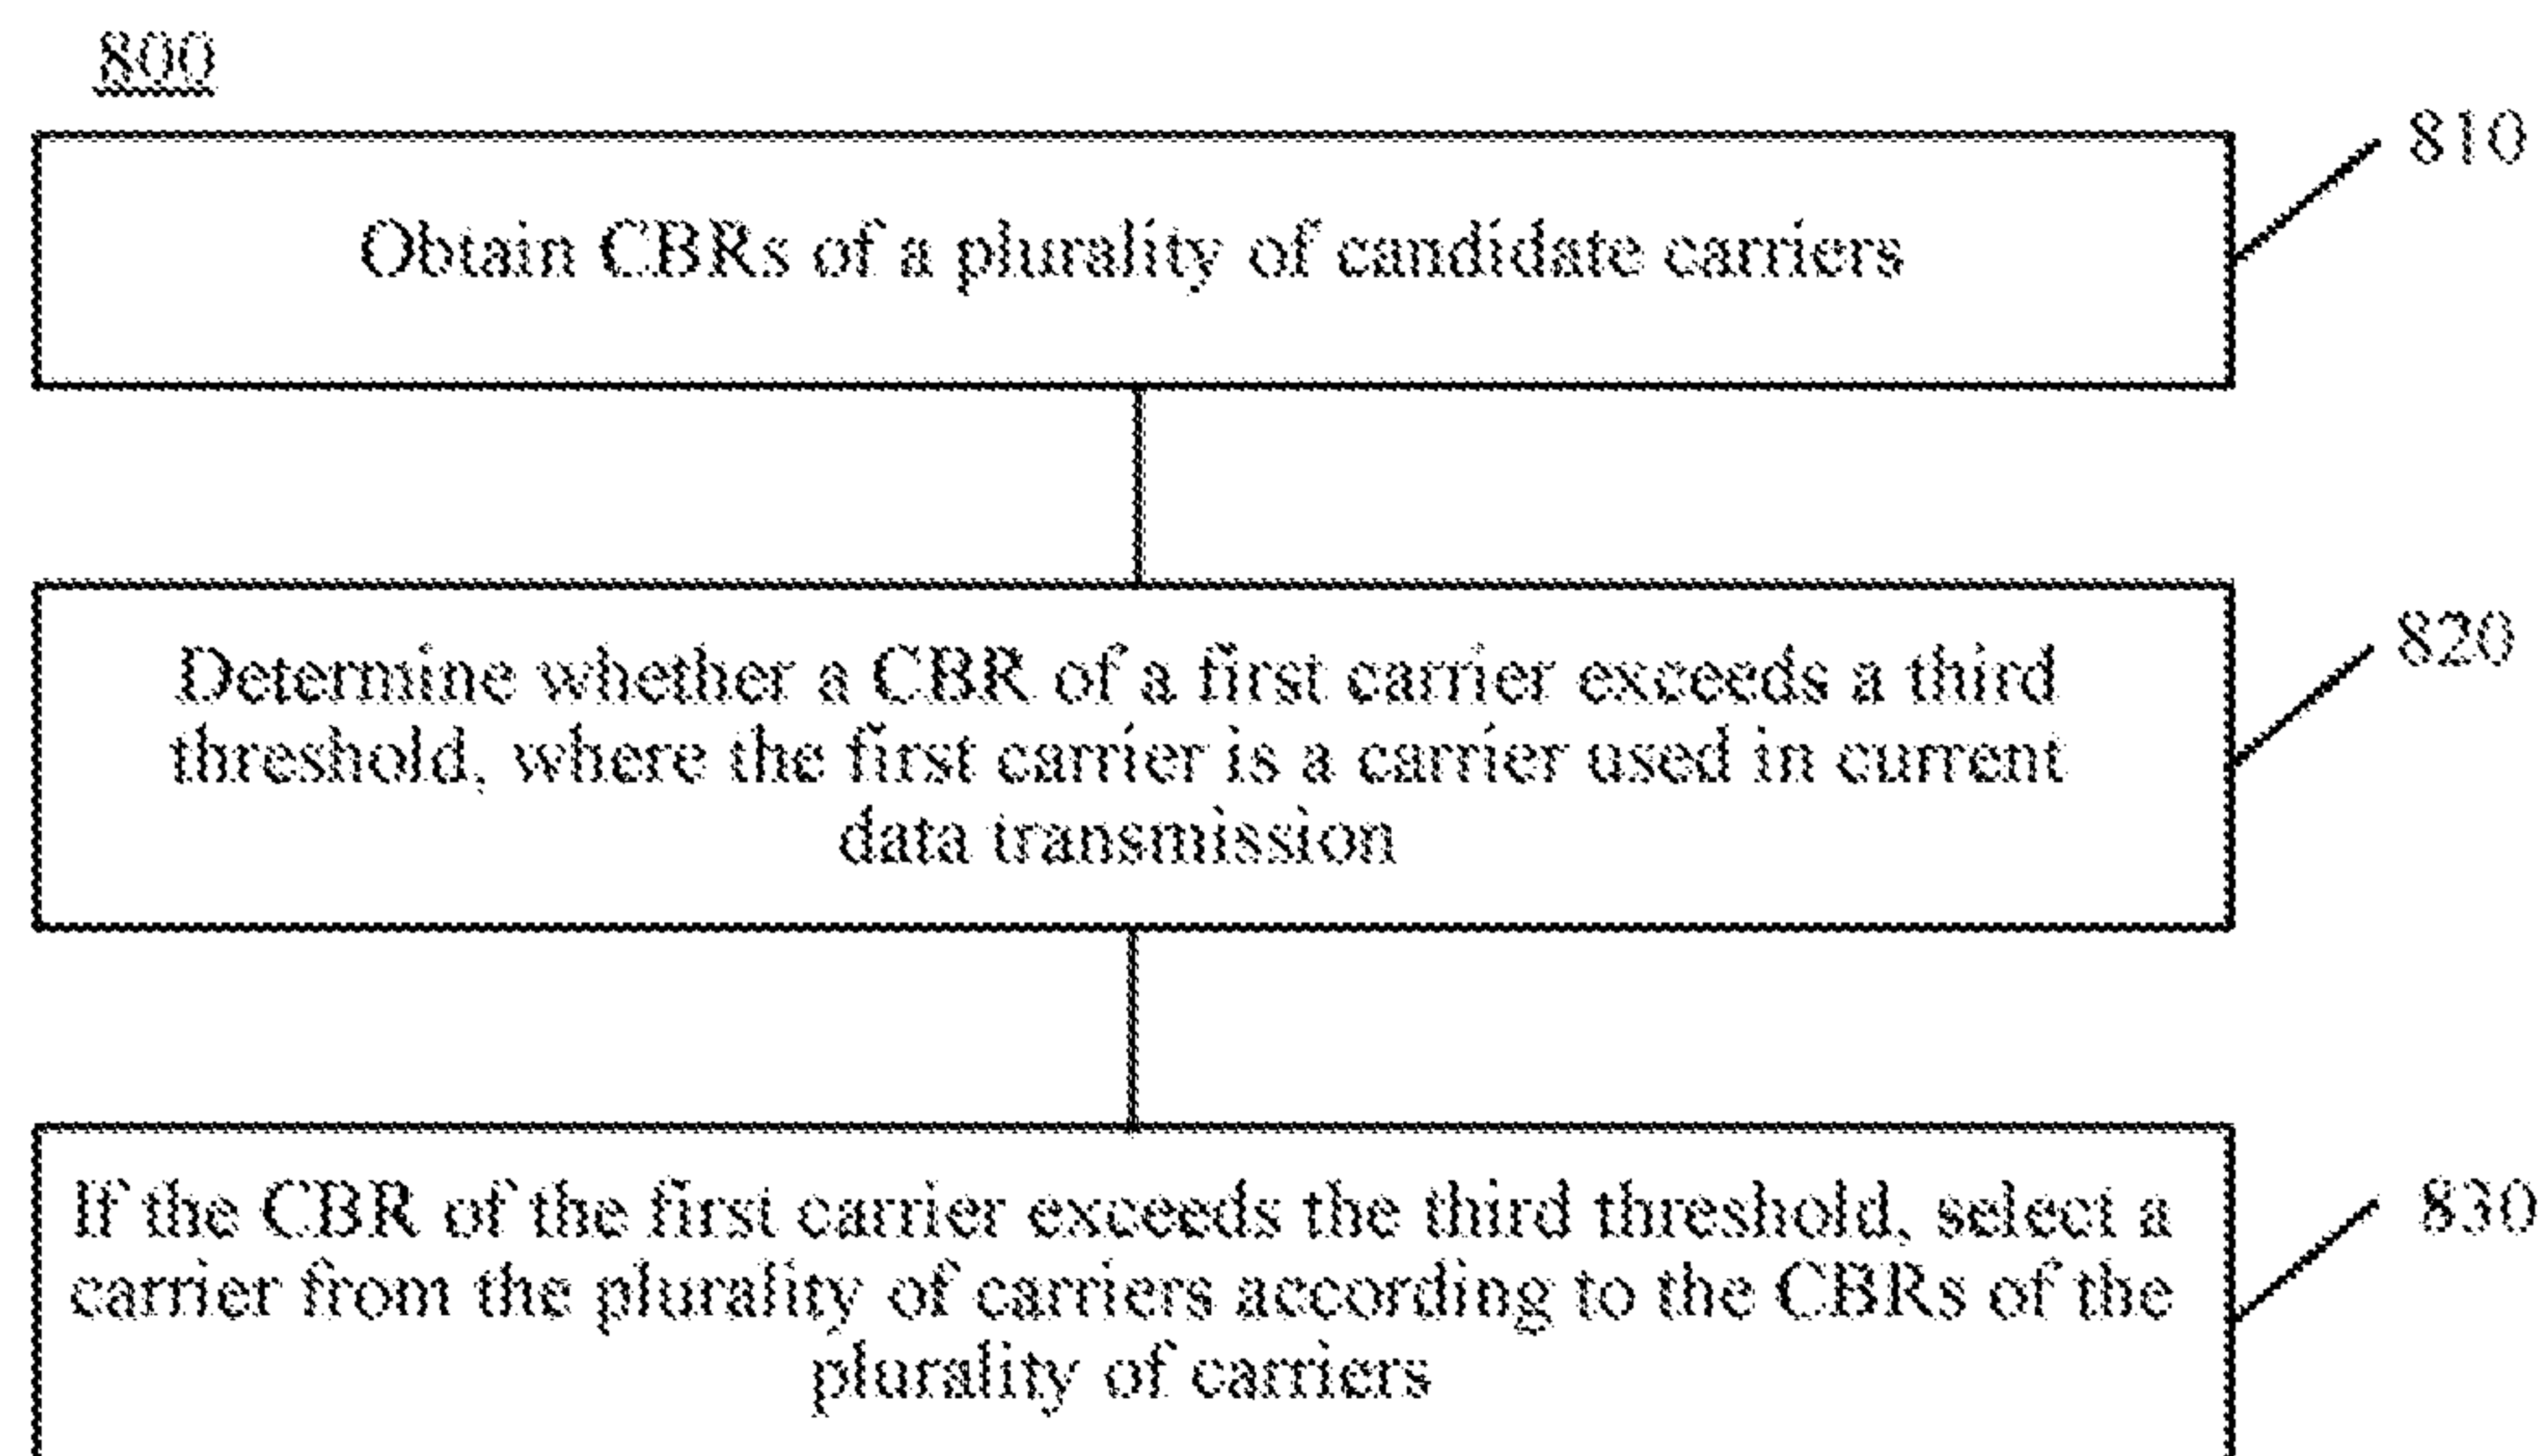 800
810
Obtain CBRs of a plurality of candidate carriers
820
Determine whether a CBR of a first carrier exceeds a third
threshold, where the first carrier is a carrier used in current
data transmission
830
If the CBR of the first carrier exceeds the third threshold, select a
carrier from the plurality of carriers according to the CBRs of the
plurality of carriers